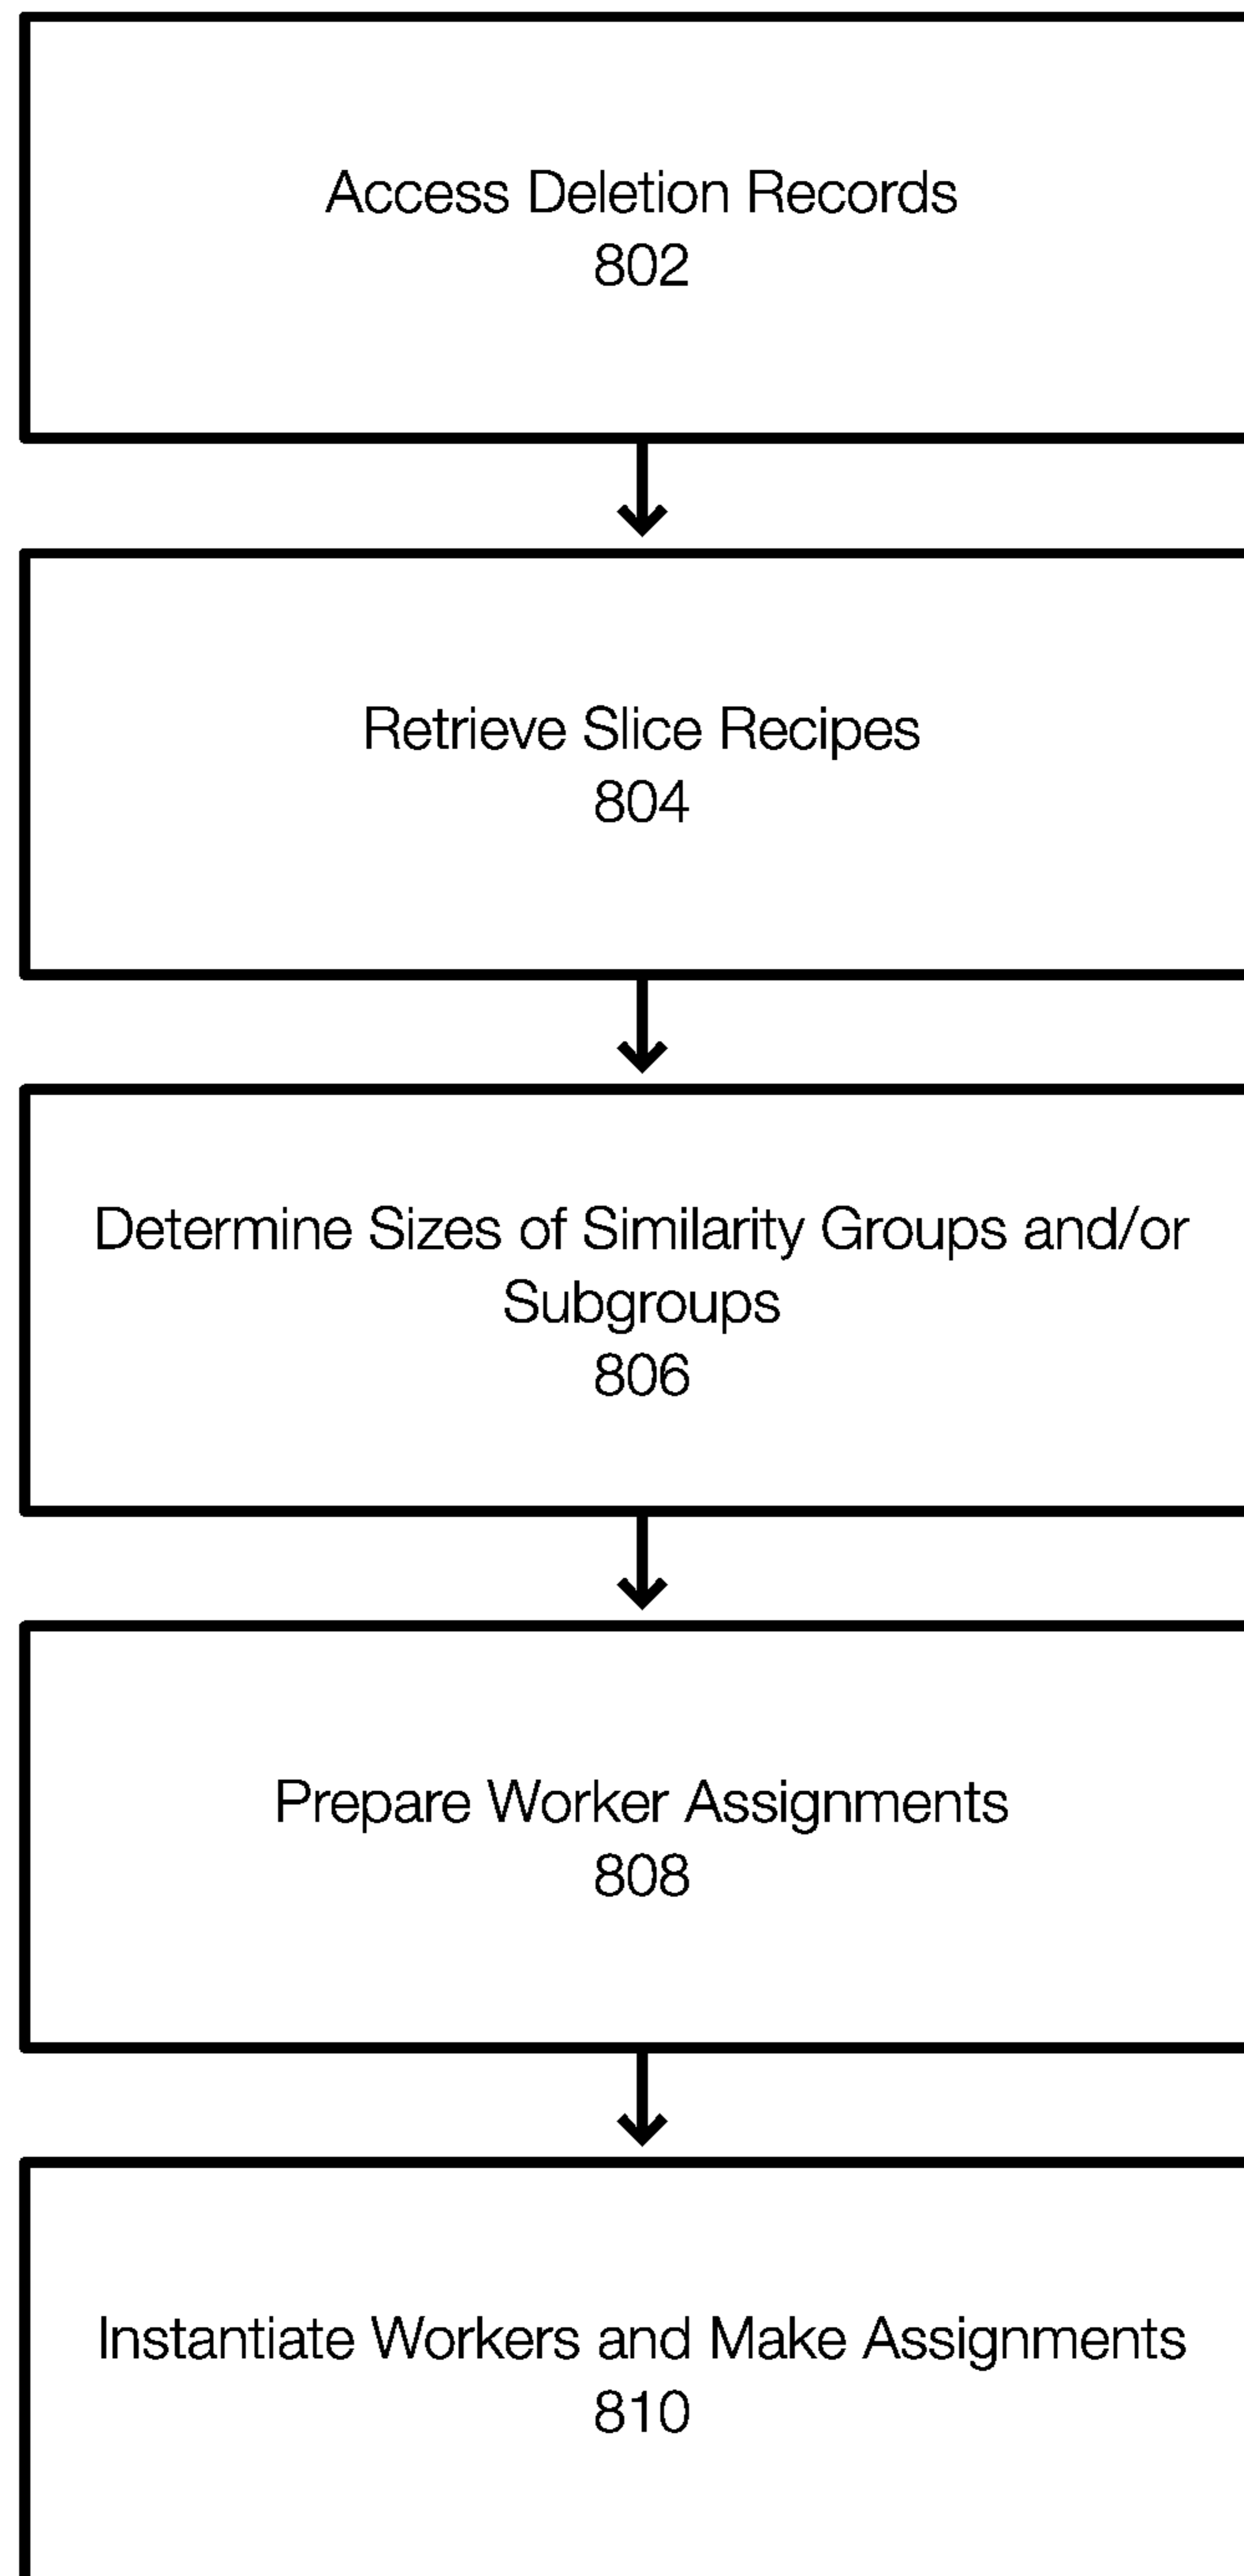 Access Deletion Records
802
Retrieve Slice Recipes
804
Determine Sizes of Similarity Groups and/or
Subgroups
806
Prepare Worker Assignments
808
Instantiate Workers and Make Assignments
810